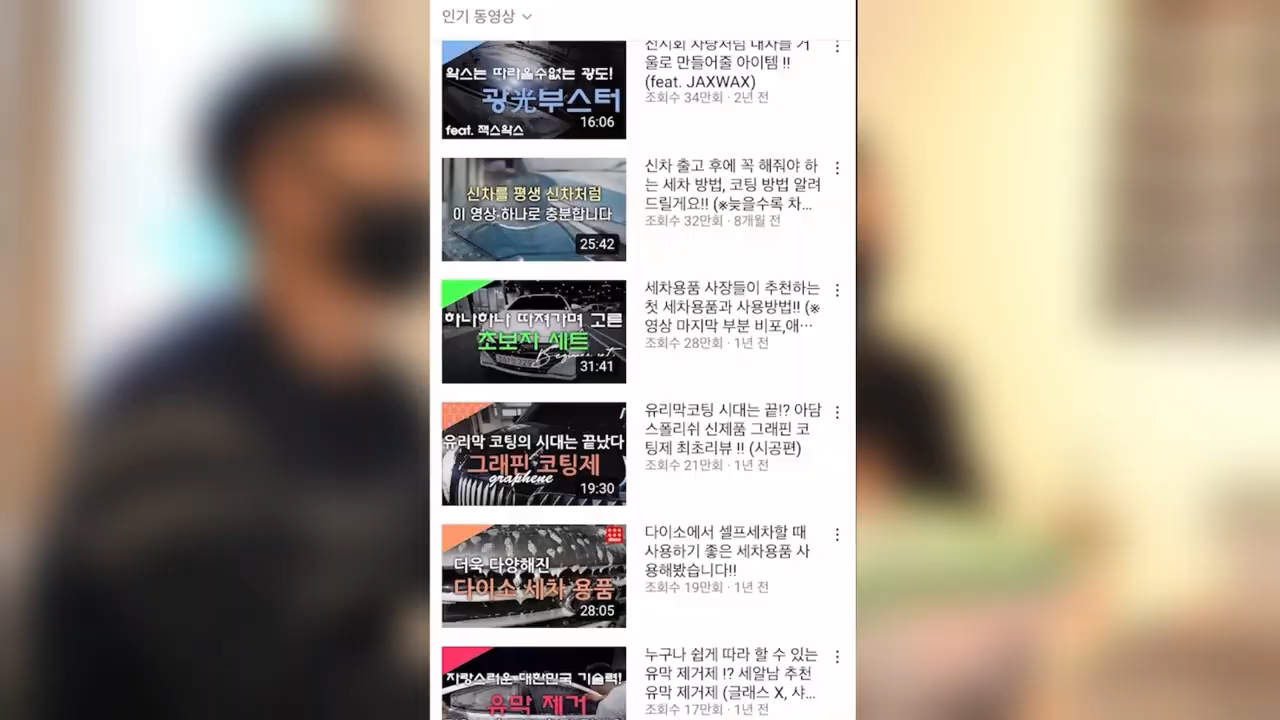 인기 동영상
왁스는 따라올수없는 광도!
광光부스터
16:06
feat. 잭스왁스
전시회 차량처럼 내차를 거
울로 만들어줄 아이템 !!
(feat. JAXWAX)
조회수 34만회 · 2년 전
신차를 평생 신차처럼
이 영상 하나로 충분합니다
25:42
신차 출고 후에 꼭 해줘야 하
는 세차 방법, 코팅 방법 알려
드릴게요!! (※늦을수록 차...
조회수 32만회 · 8개월 전
하나하나 따져가며 고른
초보자 세트
Beginner set.
31:41
세차용품 사장들이 추천하는
첫 세차용품과 사용방법!! (※
영상 마지막 부분 비포,애…
조회수 28만회 · 1년 전
유리막 코팅의 시대는 끝났다
그래핀 코팅제
graphene
19:30
유리막코팅 시대는 끝!? 아담
스폴리쉬 신제품 그래핀 코
팅제 최초리뷰 !! (시공편)
조회수 21만회 · 1년 전
더욱 다양해진
다이소 세차 용품
28:05
다이소에서 셀프세차할 때
사용하기 좋은 세차용품 사
용해봤습니다!!
조회수 19만회 · 1년 전
자랑스러운 대한민국 기술력!
유막 제거
누구나 쉽게 따라 할 수 있는
유막 제거제 !? 세알남 추천
유막 제거제 (글래스 X, 샤...
조회수 17만회 · 1년 전